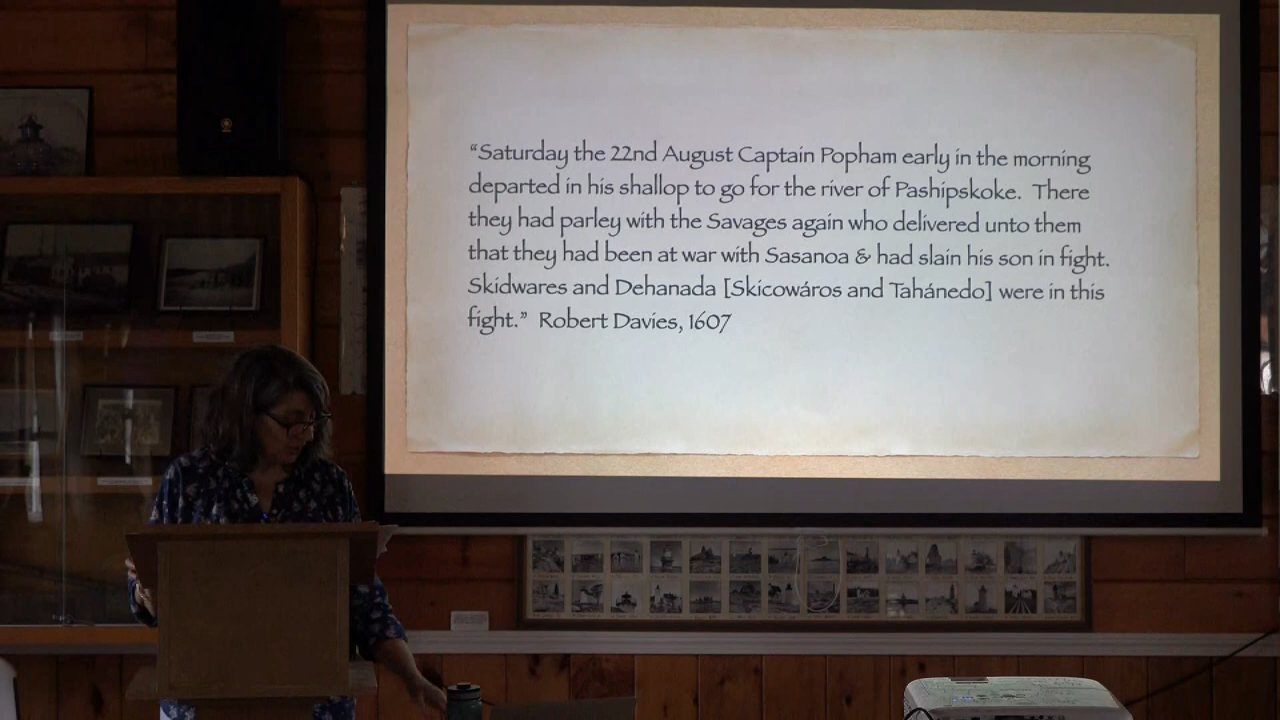 “Saturday the 22nd August Captain Popham early in the morning
departed in his shallop to go for the river of Pashipskoke. There
they had parley with the Savages again who delivered unto them
that they had been at war with Sasanoa & had slain his son in fight.
Skidwares and Dehanada [Skicowáros and Tahánedo] were in this
fight.” Robert Davies, 1607